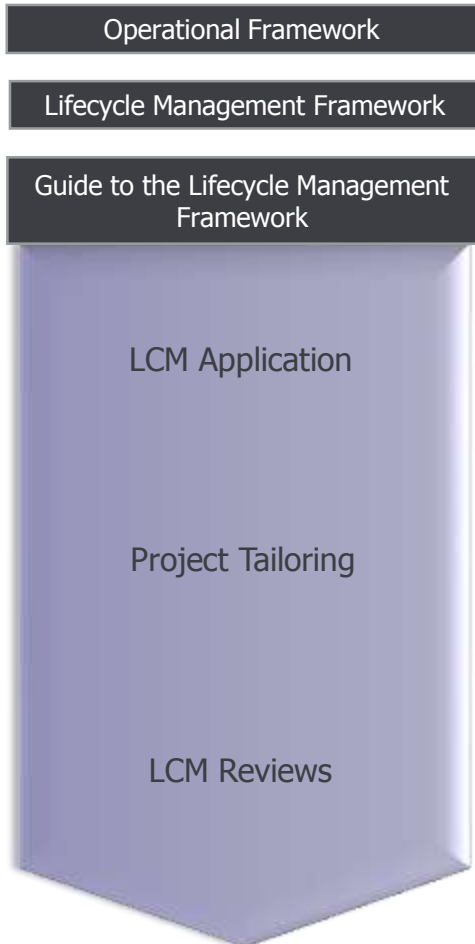 Operational Framework
Lifecycle Management Framework
Guide to the Lifecycle Management
Framework
LCM Application
Project Tailoring
LCM Reviews